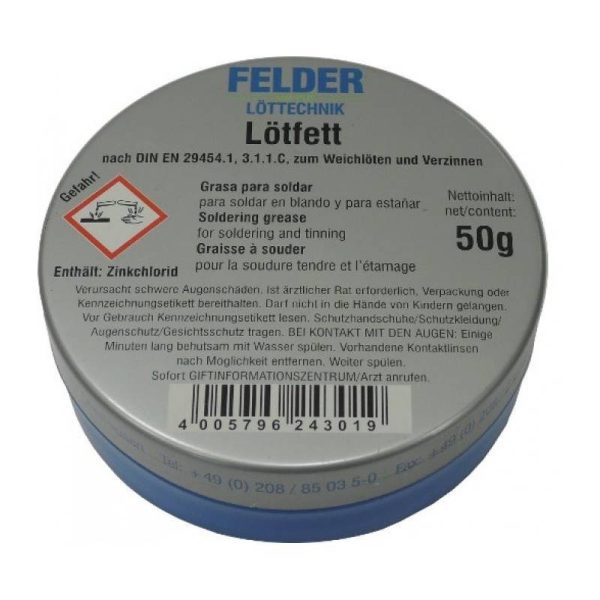 FELDER
LÖTTECHNIK
Lötfett
nach DIN EN 29454.1, 3.1.1.C, zum Weichlöten und Verzinnen
Gefahr!
Grasa para soldar
para soldar en blando y para estañar
Soldering grease
for soldering and tinning
Graisse à souder
pour la soudure tendre et l'étamage
Nettoinhalt:
net/content:
50g
Enthält: Zinkchlorid
Verursacht schwere Augenschäden. Ist ärztlicher Rat erforderlich, Verpackung oder
Kennzeichnungsetikett bereithalten. Darf nicht in die Hände von Kindern gelangen.
Vor Gebrauch Kennzeichnungsetikett lesen. Schutzhandschuhe/Schutzkleidung/
Augenschutz/Gesichtsschutz tragen. BEI KONTAKT MIT DEN AUGEN: Einige
Minuten lang behutsam mit Wasser spülen. Vorhandene Kontaktlinsen
nach Möglichkeit entfernen. Weiter spülen.
Sofort GIFTINFORMATIONSZENTRUM/Arzt anrufen.
4 005796 243019
Tel. +49 (0) 208 / 85 03 5-0 Fax: +49 (0) 208